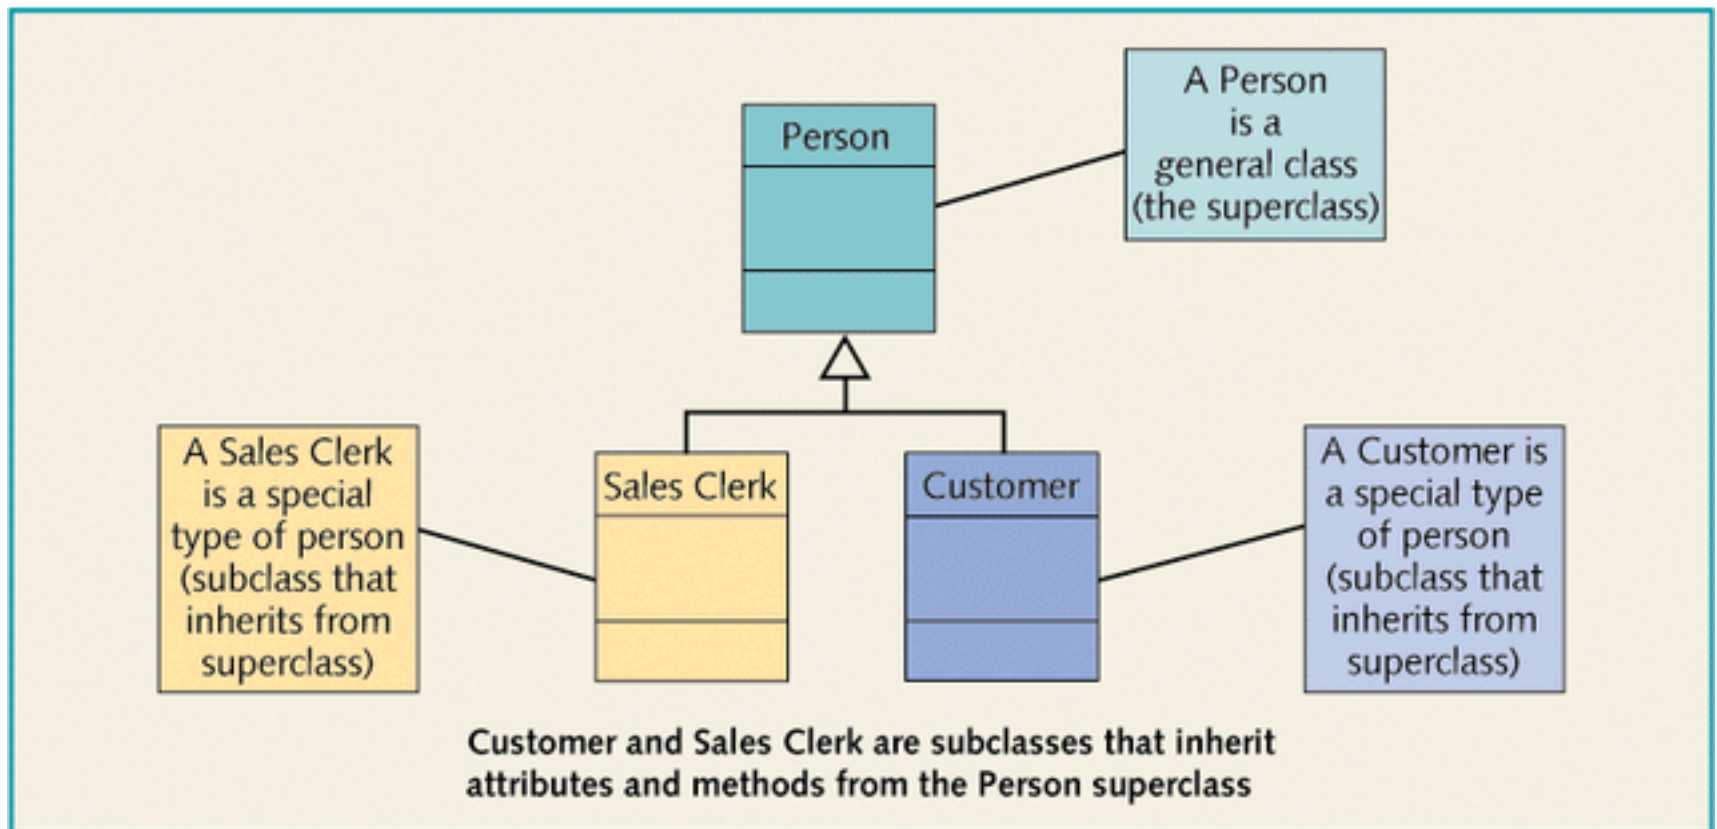 Person
A Person
is a
general class
(the superclass)
A Sales Clerk
is a special
type of person
(subclass that
inherits from
superclass)
Sales Clerk
Customer
A Customer is
a special type
of person
(subclass that
inherits from
superclass)
Customer and Sales Clerk are subclasses that inherit
attributes and methods from the Person superclass